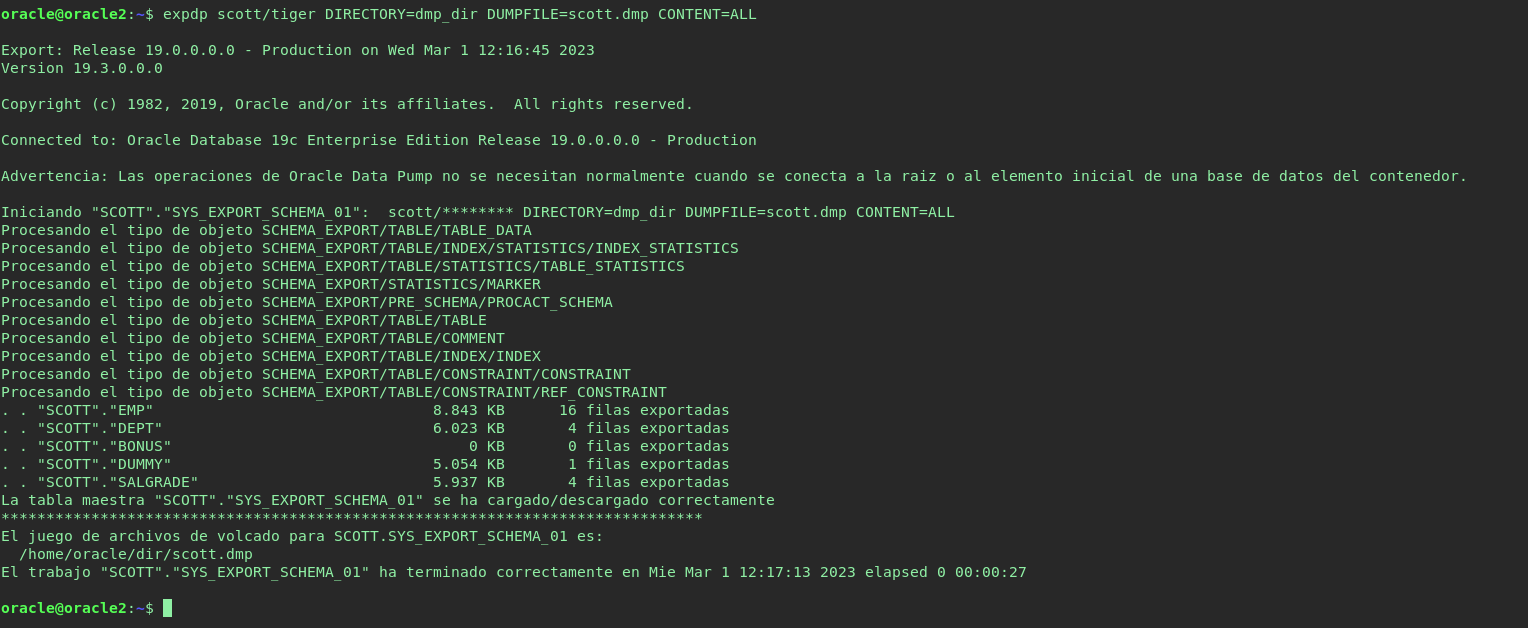 oracle@oracle2:~$ expdp scott/tiger DIRECTORY=dmp_dir DUMPFILE=scott.dmp CONTENT=ALL
Export: Release 19.0.0.0.0 - Production on Wed Mar 1 12:16:45 2023
Version 19.3.0.0.0
Copyright (c) 1982, 2019, Oracle and/or its affiliates.  All rights reserved.
Connected to: Oracle Database 19c Enterprise Edition Release 19.0.0.0.0 - Production
Advertencia: Las operaciones de Oracle Data Pump no se necesitan normalmente cuando se conecta a la raiz o al elemento inicial de una base de datos del contenedor.
Iniciando "SCOTT"."SYS_EXPORT_SCHEMA_01":  scott/******** DIRECTORY=dmp_dir DUMPFILE=scott.dmp CONTENT=ALL
Procesando el tipo de objeto SCHEMA_EXPORT/TABLE/TABLE_DATA
Procesando el tipo de objeto SCHEMA_EXPORT/TABLE/INDEX/STATISTICS/INDEX_STATISTICS
Procesando el tipo de objeto SCHEMA_EXPORT/TABLE/STATISTICS/TABLE_STATISTICS
Procesando el tipo de objeto SCHEMA_EXPORT/STATISTICS/MARKER
Procesando el tipo de objeto SCHEMA_EXPORT/PRE_SCHEMA/PROCACT_SCHEMA
Procesando el tipo de objeto SCHEMA_EXPORT/TABLE/TABLE
Procesando el tipo de objeto SCHEMA_EXPORT/TABLE/COMMENT
Procesando el tipo de objeto SCHEMA_EXPORT/TABLE/INDEX/INDEX
Procesando el tipo de objeto SCHEMA_EXPORT/TABLE/CONSTRAINT/CONSTRAINT
Procesando el tipo de objeto SCHEMA_EXPORT/TABLE/CONSTRAINT/REF_CONSTRAINT
. . "SCOTT"."EMP"                               8.843 KB      16 filas exportadas
. . "SCOTT"."DEPT"                              6.023 KB       4 filas exportadas
. . "SCOTT"."BONUS"                                 0 KB       0 filas exportadas
. . "SCOTT"."DUMMY"                             5.054 KB       1 filas exportadas
. . "SCOTT"."SALGRADE"                          5.937 KB       4 filas exportadas
La tabla maestra "SCOTT"."SYS_EXPORT_SCHEMA_01" se ha cargado/descargado correctamente
******************************************************************************
El juego de archivos de volcado para SCOTT.SYS_EXPORT_SCHEMA_01 es:
  /home/oracle/dir/scott.dmp
El trabajo "SCOTT"."SYS_EXPORT_SCHEMA_01" ha terminado correctamente en Mie Mar 1 12:17:13 2023 elapsed 0 00:00:27
oracle@oracle2:~$